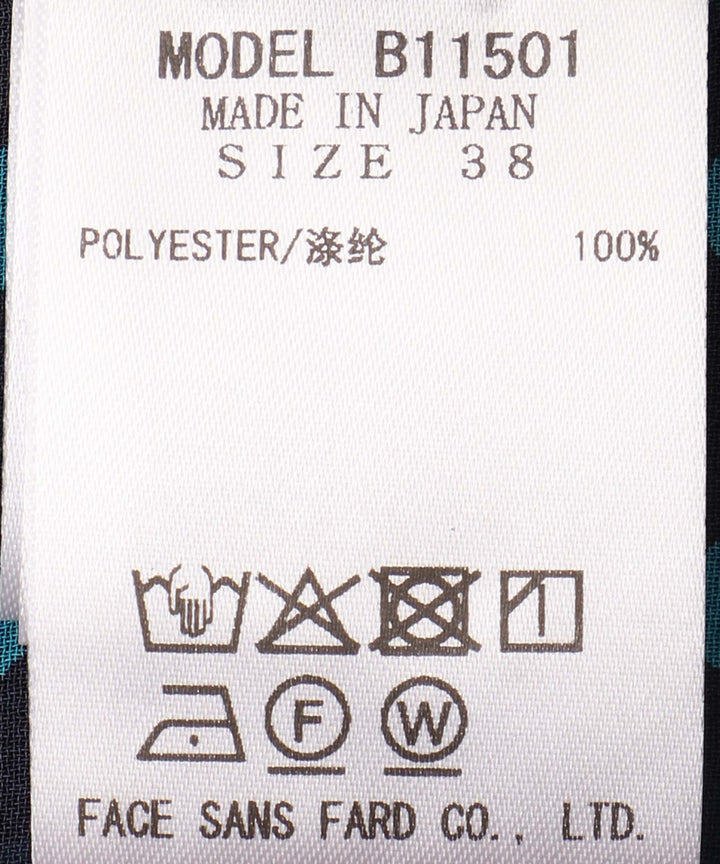 MODEL B11501
MADE IN JAPAN
SIZE 38
POLYESTER/涤纶 100%
F W
FACE SANS FARD CO., LTD.